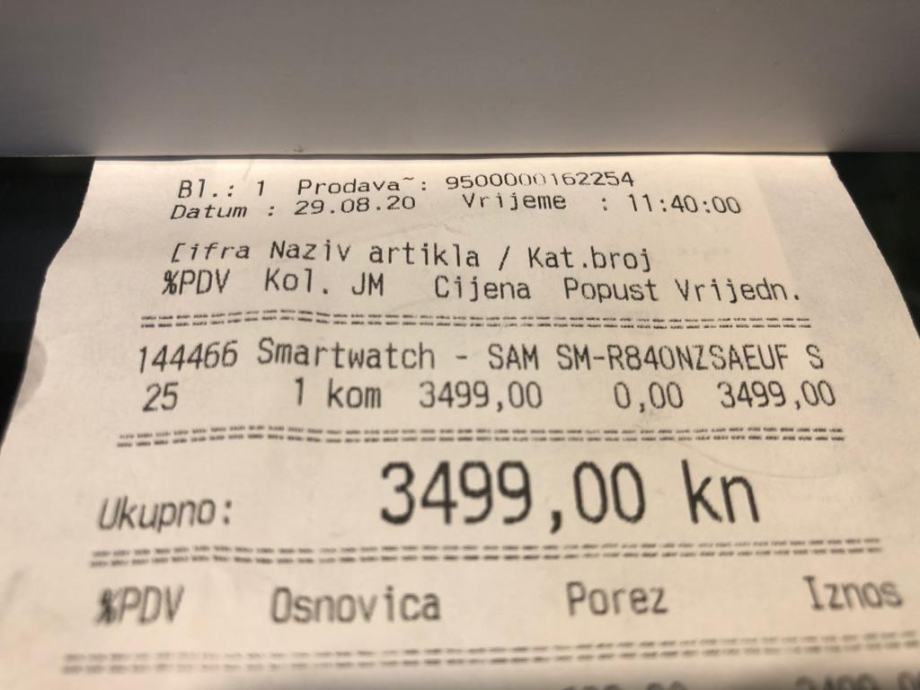 Bl.: 1 Prodava~: 9500000162254
Datum : 29.08.20 Vrijeme : 11:40:00
[ifra Naziv artikla / Kat.broj
%PDV Kol. JM Cijena Popust Vrijedn.
144466 Smartwatch - SAM SM-R840NZSAEUF S
25 1 kom 3499,00 0,00 3499,00
Ukupno: 3499,00 kn
%PDV Osnovica Porez Iznos